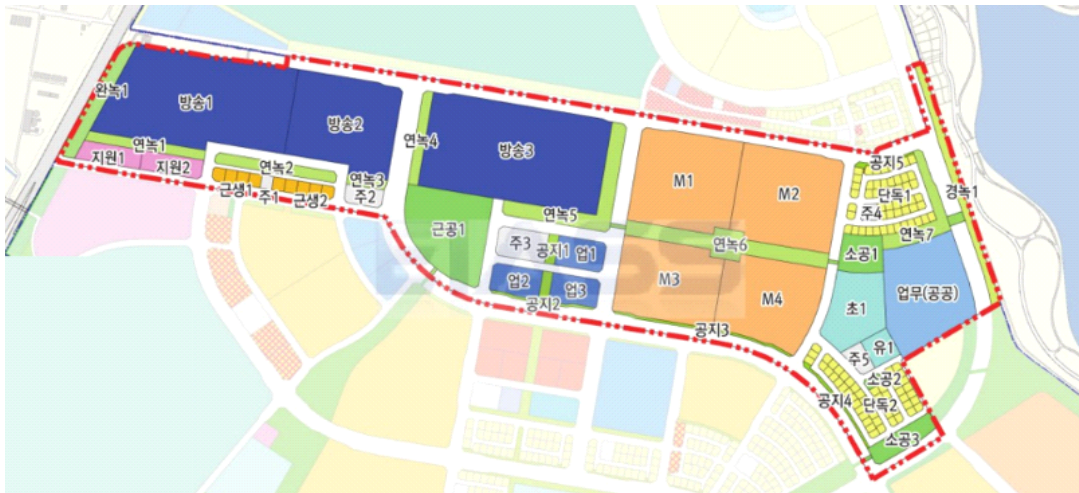 완녹1
방송1
방송2
연녹4
방송3
연녹1
지원1
지원2
연녹2
연녹3
근생1
주1
근생2
주2
근공1
연녹5
주3
공지1
업1
업2
업3
공지2
M1
M2
연녹6
M3
M4
공지3
공지5
단독1
경녹1
주4
연녹7
소공1
업무(공공)
초1
유1
주5
소공2
공지4
단독2
소공3